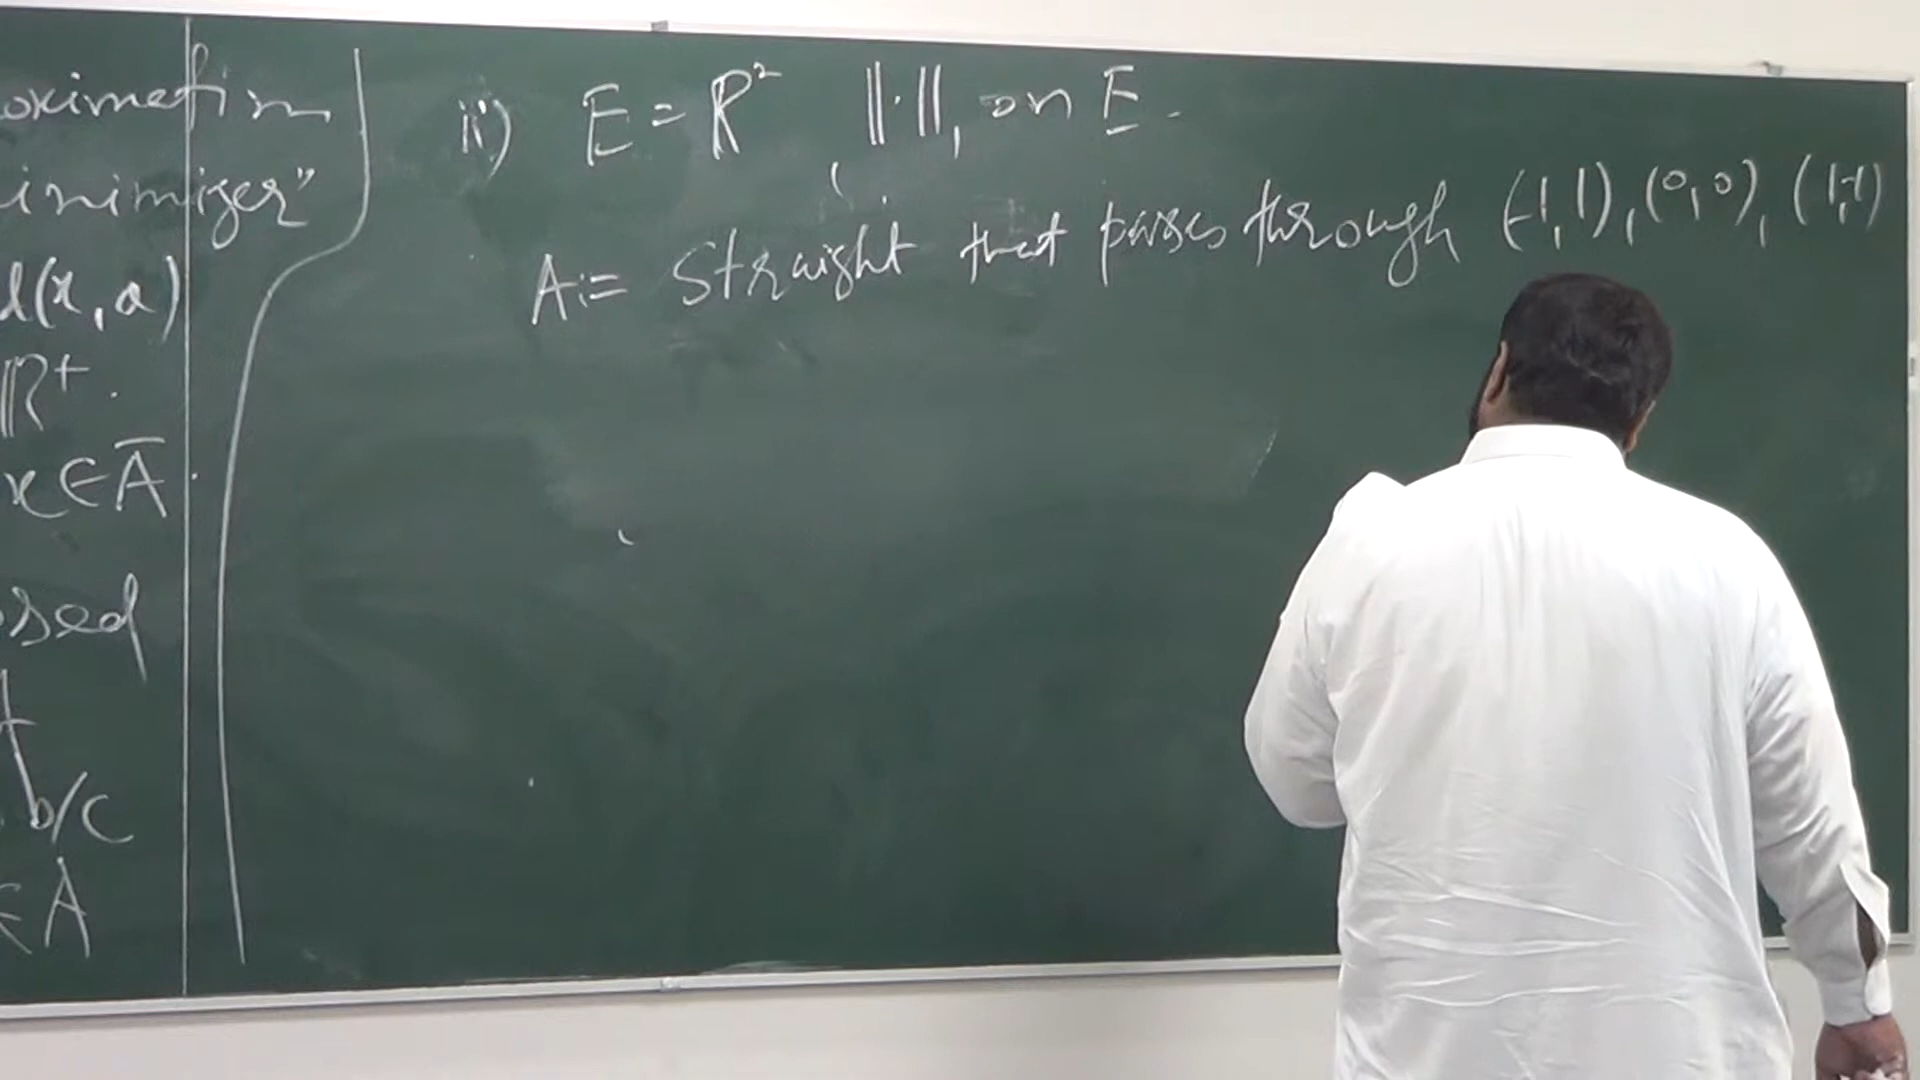 oximation
inimizer"
d(x, a)
ℝ⁺.
x ∈ Ā.
osed
b/c
∈ A
ii) E = ℝ² ‖·‖₁ on E.
A := Straight that passes through (-1,1), (0,0), (1,-1)